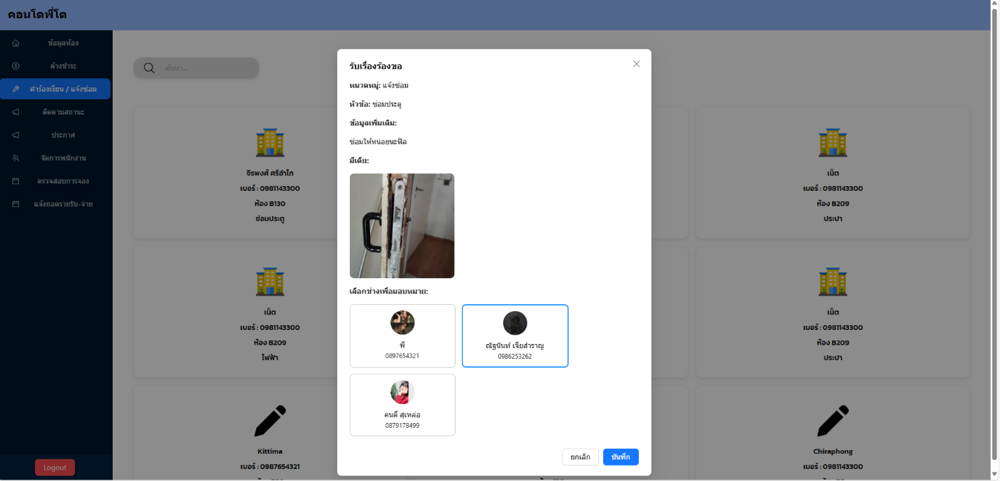 คอนโดพี่โต
ข้อมูลห้อง
ค้างชำระ
คำร้องเรียน / แจ้งซ่อม
ติดตามสถานะ
ประกาศ
จัดการพนักงาน
ตรวจสอบการจอง
แจ้งยอดรายรับ-จ่าย
Logout
ค้นหา...
จิรพงศ์ ศรีอำไภ
เบอร์ : 0981143300
ห้อง B130
ซ่อมประตู
เน็ต
เบอร์ : 0981143300
ห้อง B209
ประปา
เน็ต
เบอร์ : 0981143300
ห้อง B209
ไฟฟ้า
เน็ต
เบอร์ : 0981143300
ห้อง B209
ประปา
Kittima
เบอร์ : 0987654321
Chiraphong
เบอร์ : 0981143300
รับเรื่องร้องขอ
หมวดหมู่: แจ้งซ่อม
หัวข้อ: ซ่อมประตู
ข้อมูลเพิ่มเติม:
ซ่อมให้หน่อยนะฟิล
มีเดีย:
เลือกช่างเพื่อมอบหมาย:
0897654321
ณัฐนันท์ เจียสำราญ
0986253262
คนดี สุเหล่อ
0879178499
ยกเลิก
บันทึก